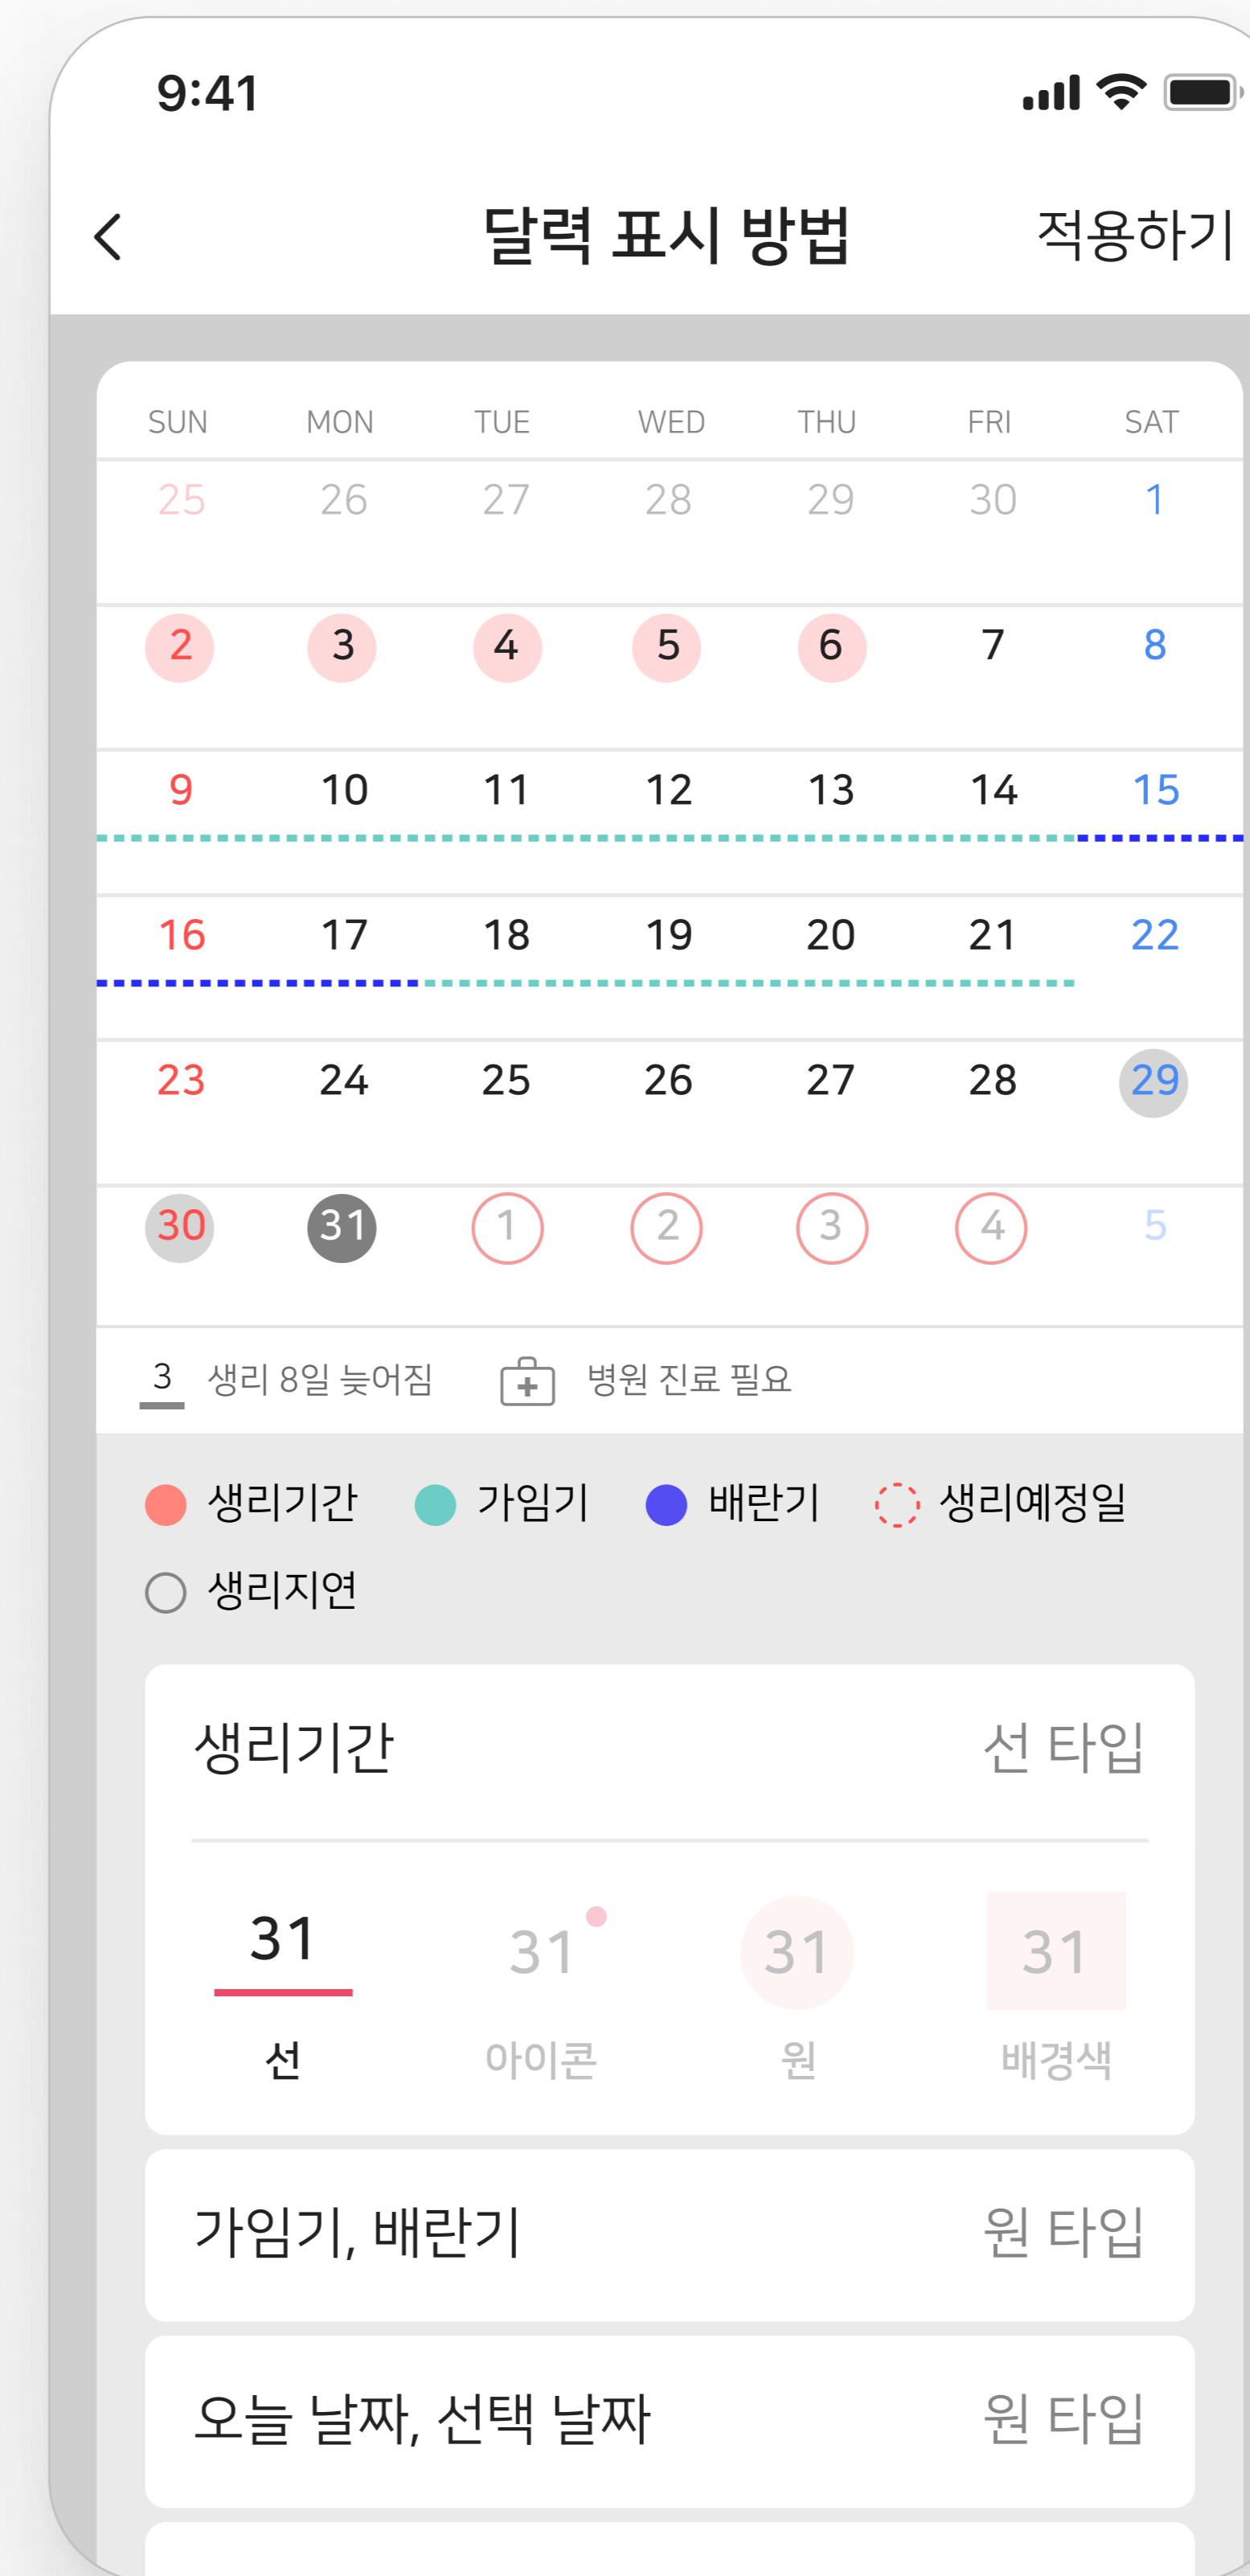 9:41
달력 표시 방법 적용하기
SUN MON TUE WED THU FRI SAT
25 26 27 28 29 30 1
2 3 4 5 6 7 8
9 10 11 12 13 14 15
16 17 18 19 20 21 22
23 24 25 26 27 28 29
30 31 1 2 3 4 5
3 생리 8일 늦어짐 병원 진료 필요
생리기간 가임기 배란기 생리예정일
생리지연
생리기간 선 타입
31 31 31 31
선 아이콘 원 배경색
가임기, 배란기 원 타입
오늘 날짜, 선택 날짜 원 타입